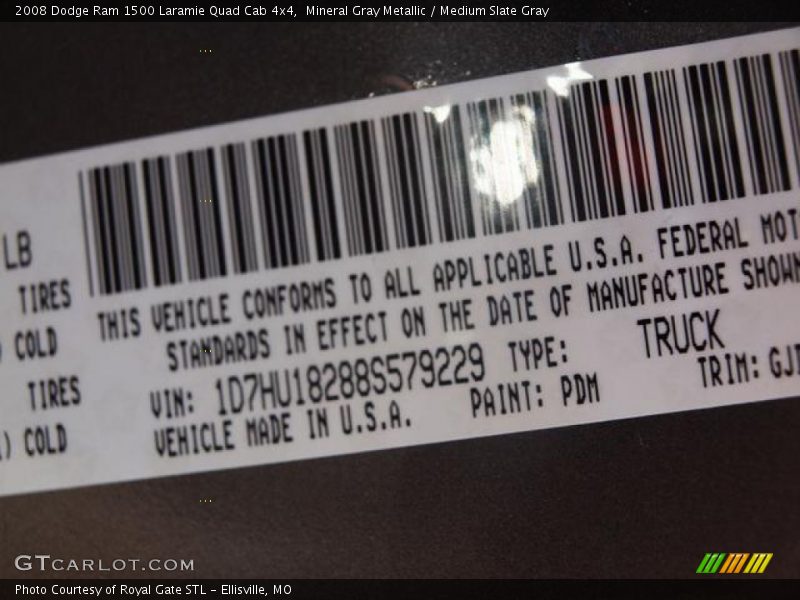 2008 Dodge Ram 1500 Laramie Quad Cab 4x4, Mineral Gray Metallic / Medium Slate Gray
LB
TIRES
COLD
TIRES
) COLD
THIS VEHICLE CONFORMS TO ALL APPLICABLE U.S.A. FEDERAL MOT
STANDARDS IN EFFECT ON THE DATE OF MANUFACTURE SHOWN
VIN: 1D7HU18288S579229 TYPE: TRUCK
VEHICLE MADE IN U.S.A. PAINT: PDM TRIM:
GTCARLOT.COM
Photo Courtesy of Royal Gate STL - Ellisville, MO